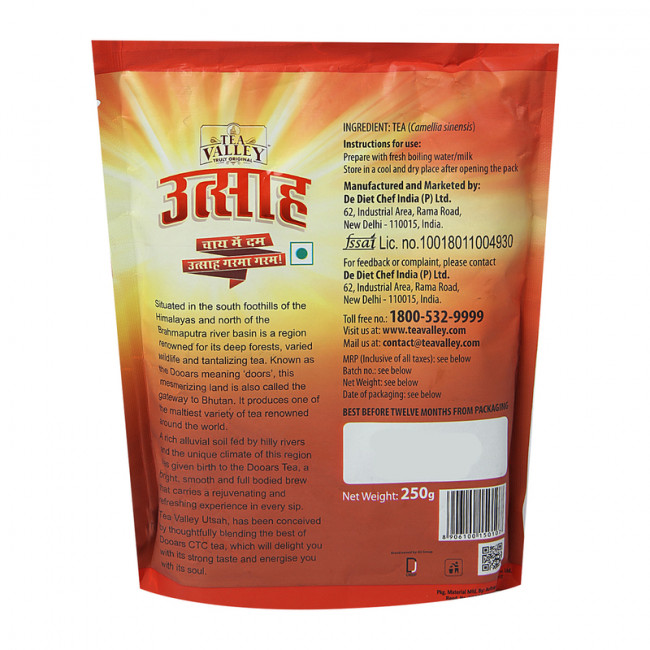 TEA
VALLEY
TRULY ORIGINAL
उत्साह
चाय में दम
उत्साह गरमा गरम!
Situated in the south foothills of the
Himalayas and north of the
Brahmaputra river basin is a region
renowned for its deep forests, varied
wildlife and tantalizing tea. Known as
the Dooars meaning 'doors', this
mesmerizing land is also called the
gateway to Bhutan. It produces one of
the maltiest variety of tea renowned
around the world.
A rich alluvial soil fed by hilly rivers
and the unique climate of this region
has given birth to the Dooars Tea, a
bright, smooth and full bodied brew
that carries a rejuvenating and
refreshing experience in every sip.
Tea Valley Utsah, has been conceived
by thoughtfully blending the best of
Dooars CTC tea, which will delight you
with its strong taste and energise you
with its soul.
INGREDIENT: TEA (Camellia sinensis)
Instructions for use:
Prepare with fresh boiling water/milk
Store in a cool and dry place after opening the pack
Manufactured and Marketed by:
De Diet Chef India (P) Ltd.
62, Industrial Area, Rama Road,
New Delhi - 110015, India.
fssai Lic. no.10018011004930
For feedback or complaint, please contact
De Diet Chef India (P) Ltd.
62, Industrial Area, Rama Road,
New Delhi - 110015, India.
Toll free no.: 1800-532-9999
Visit us at: www.teavalley.com
Mail us at: contact@teavalley.com
MRP (Inclusive of all taxes): see below
Batch no.: see below
Net Weight: see below
Date of packaging: see below
BEST BEFORE TWELVE MONTHS FROM PACKAGING
Net Weight: 250g
Pkg. Material